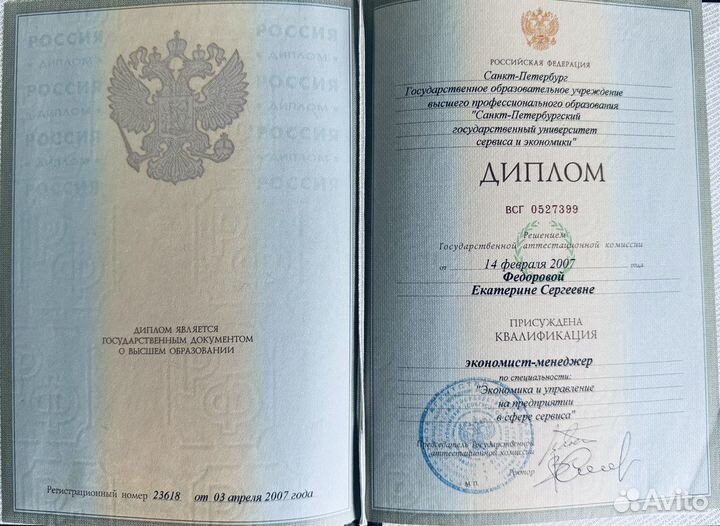 РОССИЯ
ДИПЛОМ
ДИПЛОМ ЯВЛЯЕТСЯ
ГОСУДАРСТВЕННЫМ ДОКУМЕНТОМ
О ВЫСШЕМ ОБРАЗОВАНИИ
Регистрационный номер 23618 от 03 апреля 2007 года
РОССИЙСКАЯ ФЕДЕРАЦИЯ
Санкт-Петербург
Государственное образовательное учреждение
высшего профессионального образования
"Санкт-Петербургский
государственный университет
сервиса и экономики"
ДИПЛОМ
ВСГ 0527399
Решением
Государственной аттестационной комиссии
от 14 февраля 2007 года
Федоровой
Екатерине Сергеевне
ПРИСУЖДЕНА
КВАЛИФИКАЦИЯ
экономист-менеджер
по специальности:
"Экономика и управление
на предприятии
в сфере сервиса"
Председатель Государственной
аттестационной комиссии
Ректор
М.П.
Avito